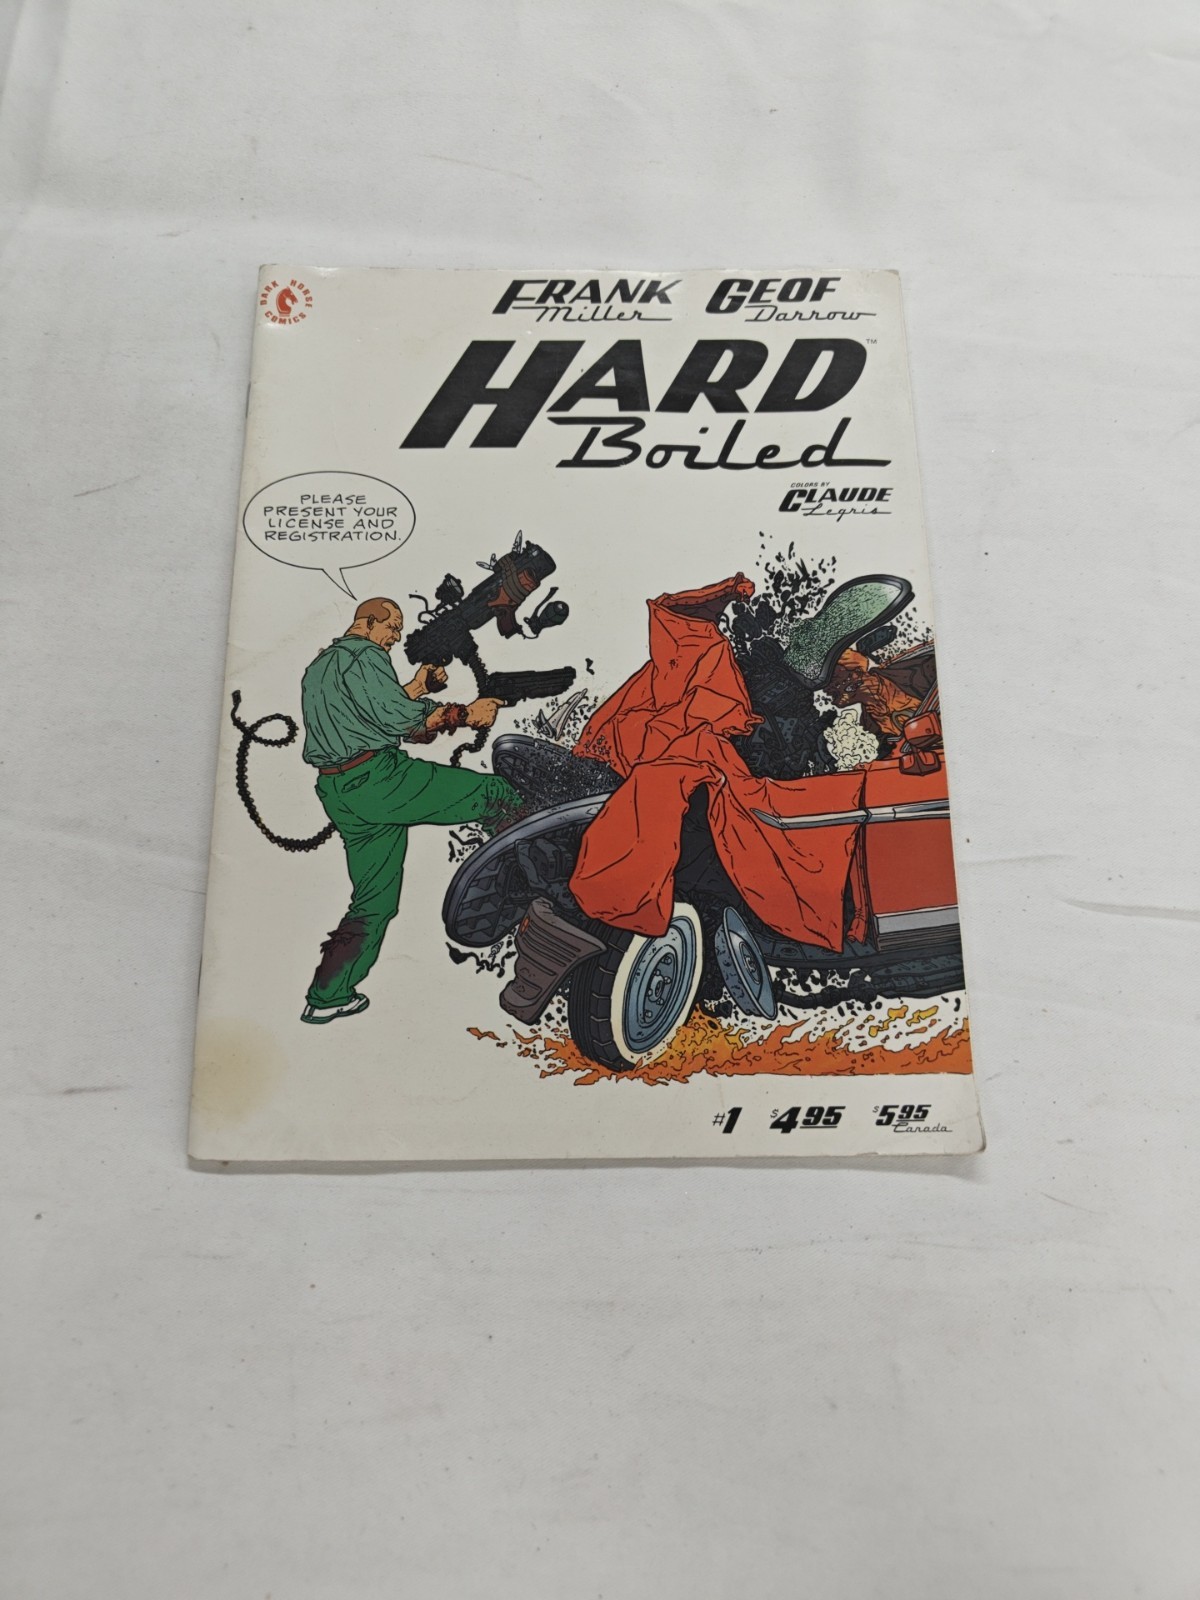 DARK HORSE COMICS
FRANK Miller
GEOF Darrow
HARD™
Boiled
COLORS BY
CLAUDE
Legris
PLEASE
PRESENT YOUR
LICENSE AND
REGISTRATION.
#1 $4.95 $5.95
Canada